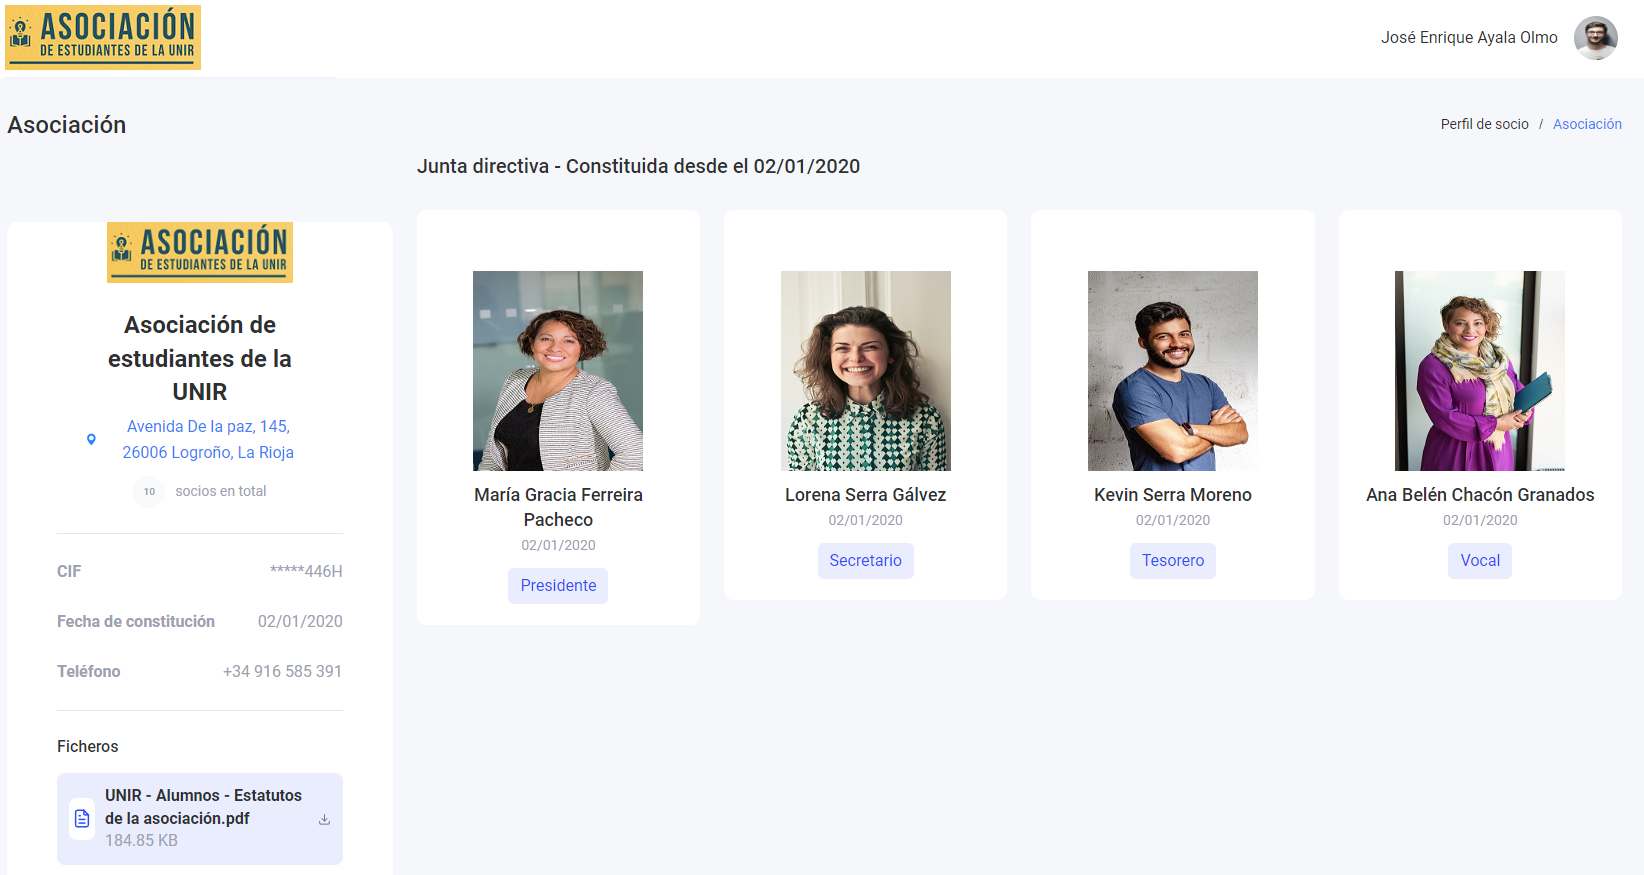 ASOCIACIÓN
DE ESTUDIANTES DE LA UNIR
José Enrique Ayala Olmo
Asociación
Perfil de socio / Asociación
Junta directiva - Constituida desde el 02/01/2020
ASOCIACIÓN
DE ESTUDIANTES DE LA UNIR
Asociación de
estudiantes de la
UNIR
Avenida De la paz, 145,
26006 Logroño, La Rioja
10 socios en total
CIF *****446H
Fecha de constitución 02/01/2020
Teléfono +34 916 585 391
Ficheros
UNIR - Alumnos - Estatutos
de la asociación.pdf
184.85 KB
María Gracia Ferreira
Pacheco
02/01/2020
Presidente
Lorena Serra Gálvez
02/01/2020
Secretario
Kevin Serra Moreno
02/01/2020
Tesorero
Ana Belén Chacón Granados
02/01/2020
Vocal